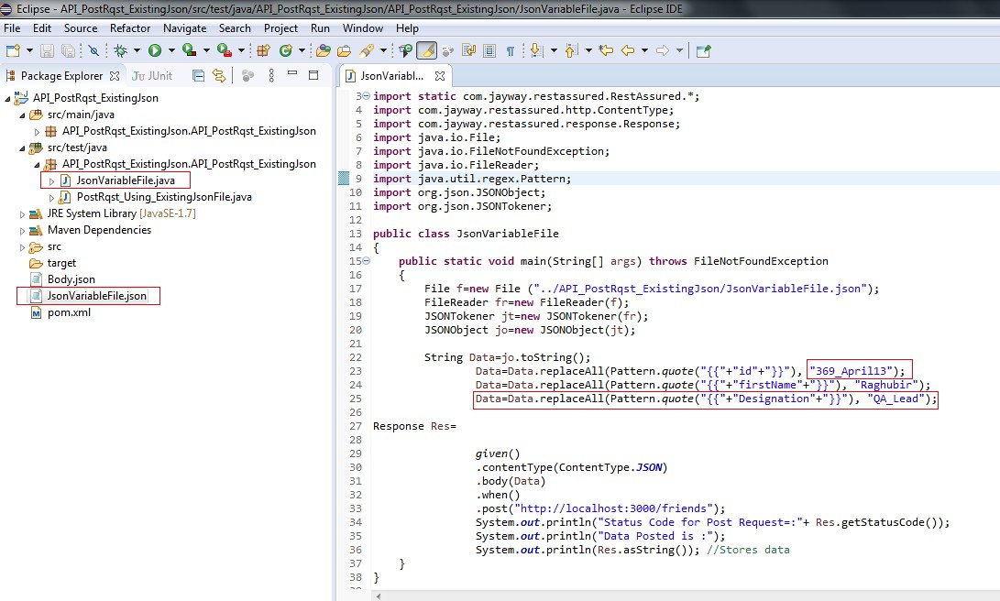 Eclipse - API_PostRqst_ExistingJson/src/test/java/API_PostRqst_ExistingJson/API_PostRqst_ExistingJson/JsonVariableFile.java - Eclipse IDE
File Edit Source Refactor Navigate Search Project Run Window Help
Package Explorer JUnit
API_PostRqst_ExistingJson
src/main/java
API_PostRqst_ExistingJson.API_PostRqst_ExistingJson
src/test/java
API_PostRqst_ExistingJson.API_PostRqst_ExistingJson
JsonVariableFile.java
PostRqst_Using_ExistingJsonFile.java
JRE System Library [JavaSE-1.7]
Maven Dependencies
src
target
Body.json
JsonVariableFile.json
pom.xml
JsonVariabl...
3 import static com.jayway.restassured.RestAssured.*;
4 import com.jayway.restassured.http.ContentType;
5 import com.jayway.restassured.response.Response;
6 import java.io.File;
7 import java.io.FileNotFoundException;
8 import java.io.FileReader;
9 import java.util.regex.Pattern;
10 import org.json.JSONObject;
11 import org.json.JSONTokener;
12
13 public class JsonVariableFile
14 {
15 public static void main(String[] args) throws FileNotFoundException
16 {
17 File f=new File ("../API_PostRqst_ExistingJson/JsonVariableFile.json");
18 FileReader fr=new FileReader(f);
19 JSONTokener jt=new JSONTokener(fr);
20 JSONObject jo=new JSONObject(jt);
21
22 String Data=jo.toString();
23 Data=Data.replaceAll(Pattern.quote("{{"+"id"+"}}"), "369_April13");
24 Data=Data.replaceAll(Pattern.quote("{{"+"firstName"+"}}"), "Raghubir");
25 Data=Data.replaceAll(Pattern.quote("{{"+"Designation"+"}}"), "QA_Lead");
26
27 Response Res=
28
29 given()
30 .contentType(ContentType.JSON)
31 .body(Data)
32 .when()
33 .post("http://localhost:3000/friends");
34 System.out.println("Status Code for Post Request=:"+ Res.getStatusCode());
35 System.out.println("Data Posted is :");
36 System.out.println(Res.asString()); //Stores data
37 }
38 }